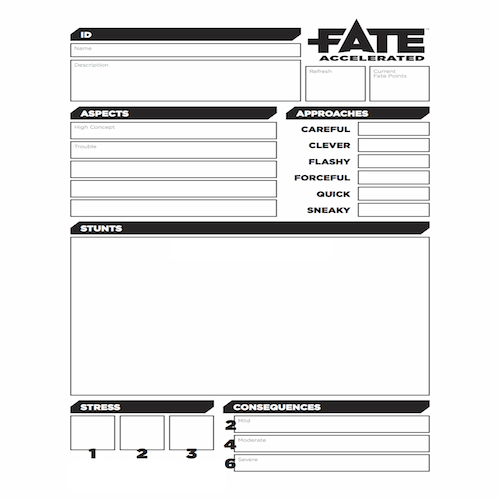 ID
FATE
™
Name
ACCELERATED
Description
Refresh
Current
Fate Points
ASPECTS
APPROACHES
High Concept
CAREFUL
Trouble
CLEVER
FLASHY
FORCEFUL
QUICK
SNEAKY
STUNTS
STRESS
CONSEQUENCES
1
2
3
2 Mild
4 Moderate
6 Severe